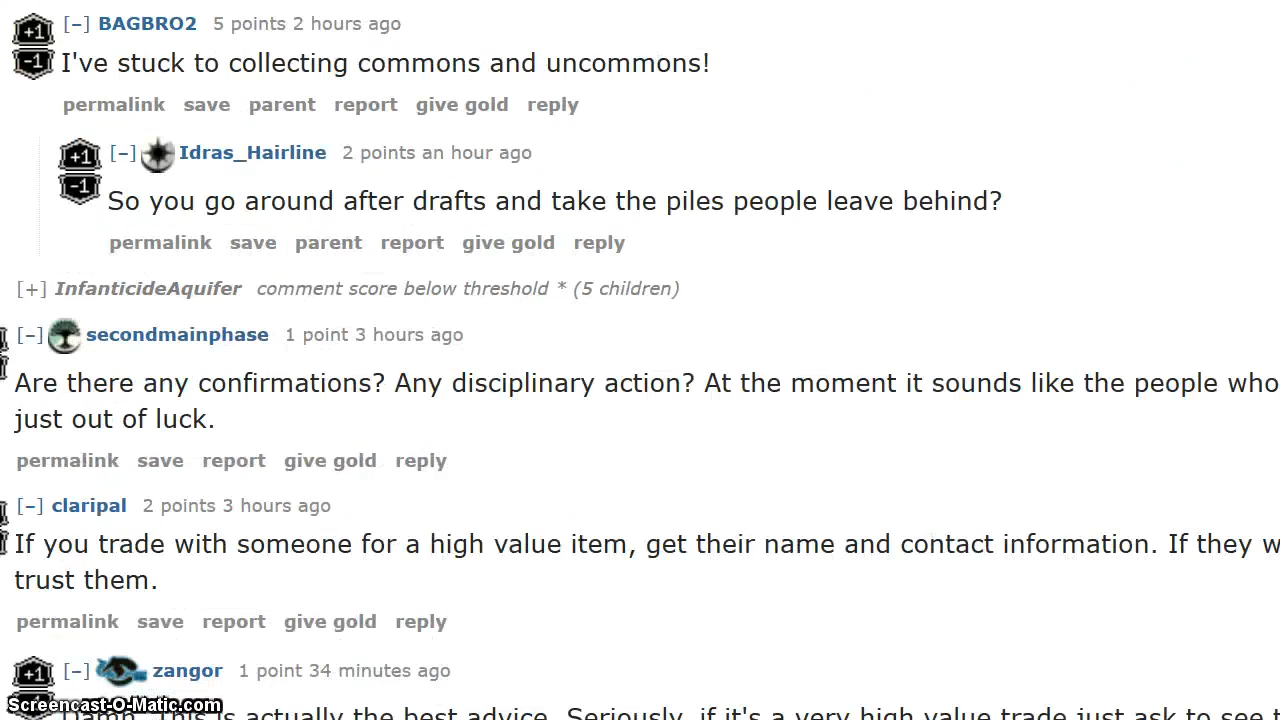 +1 [–] BAGBRO2 5 points 2 hours ago
-1 I've stuck to collecting commons and uncommons!
permalink save parent report give gold reply
+1 [–] Idras_Hairline 2 points an hour ago
-1 So you go around after drafts and take the piles people leave behind?
permalink save parent report give gold reply
[+] InfanticideAquifer comment score below threshold * (5 children)
[–] secondmainphase 1 point 3 hours ago
Are there any confirmations? Any disciplinary action? At the moment it sounds like the people who
just out of luck.
permalink save report give gold reply
[–] claripal 2 points 3 hours ago
If you trade with someone for a high value item, get their name and contact information. If they w
trust them.
permalink save report give gold reply
+1 [–] zangor 1 point 34 minutes ago
Screencast-O-Matic.com
Damn. This is actually the best advice. Seriously, if it's a very high value trade just ask to see t